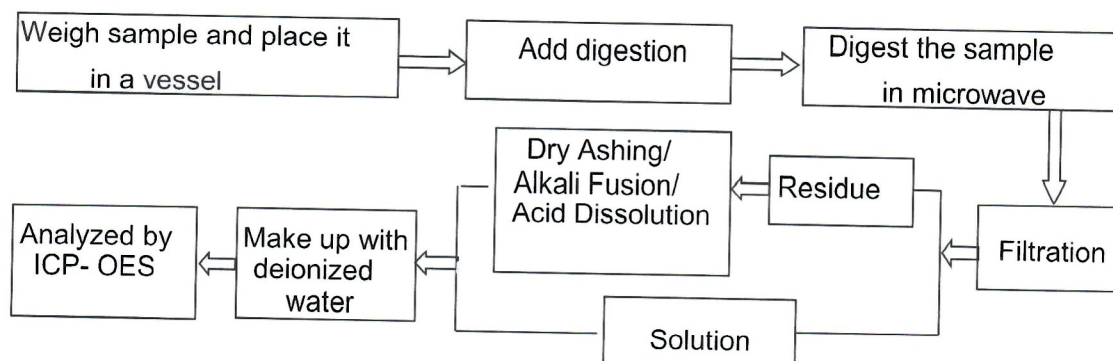 Weigh sample and place it
in a vessel
Add digestion
Digest the sample
in microwave
Dry Ashing/
Alkali Fusion/
Acid Dissolution
Residue
Filtration
Analyzed by
ICP- OES
Make up with
deionized
water
Solution